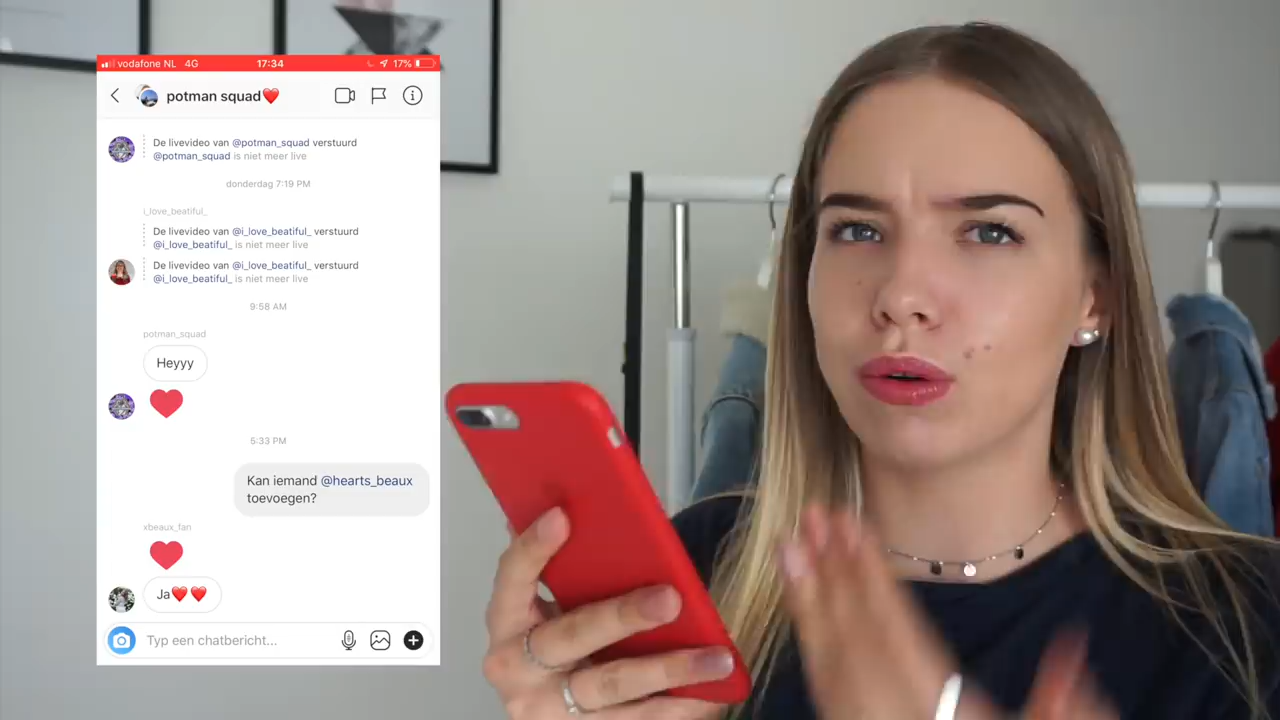 vodafone NL 4G 17:34 17%
potman squad❤️
De livevideo van @potman_squad verstuurd
@potman_squad is niet meer live
donderdag 7:19 PM
i_love_beatiful_
De livevideo van @i_love_beatiful_ verstuurd
@i_love_beatiful_ is niet meer live
De livevideo van @i_love_beatiful_ verstuurd
@i_love_beatiful_ is niet meer live
9:58 AM
potman_squad
Heyyy
5:33 PM
Kan iemand @hearts_beaux
toevoegen?
xbeaux_fan
Ja❤️❤️
Typ een chatbericht...